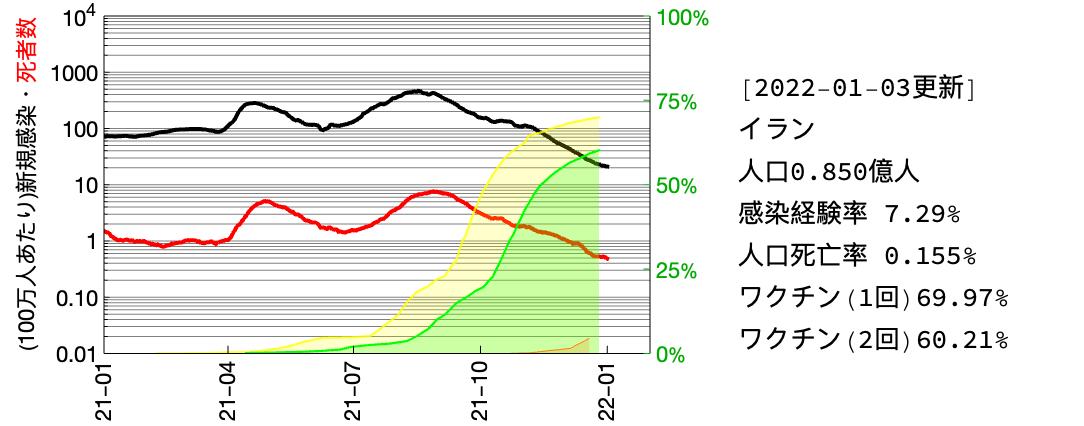 (100万人あたり)新規感染・死者数
10⁴
1000
100
10
1
0.10
0.01
100%
75%
50%
25%
0%
21-01
21-04
21-07
21-10
22-01
[2022-01-03更新]
イラン
人口0.850億人
感染経験率 7.29%
人口死亡率 0.155%
ワクチン(1回)69.97%
ワクチン(2回)60.21%